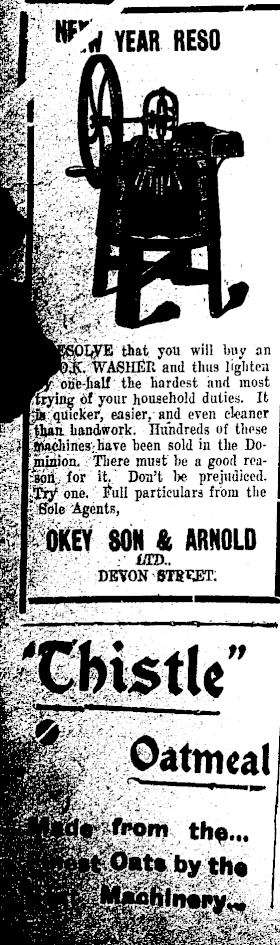 NEW YEAR RESO
RESOLVE that you will buy an
O.K. WASHER and thus lighten
by one-half the hardest and most
trying of your household duties. It
is quicker, easier, and even cleaner
than handwork. Hundreds of these
machines have been sold in the Do-
minion. There must be a good rea-
son for it. Don't be prejudiced.
Try one. Full particulars from the
Sole Agents,
OKEY SON & ARNOLD
LTD.,
DEVON STREET.
"Thistle"
Oatmeal
Made from the...
Finest Oats by the
Machinery...